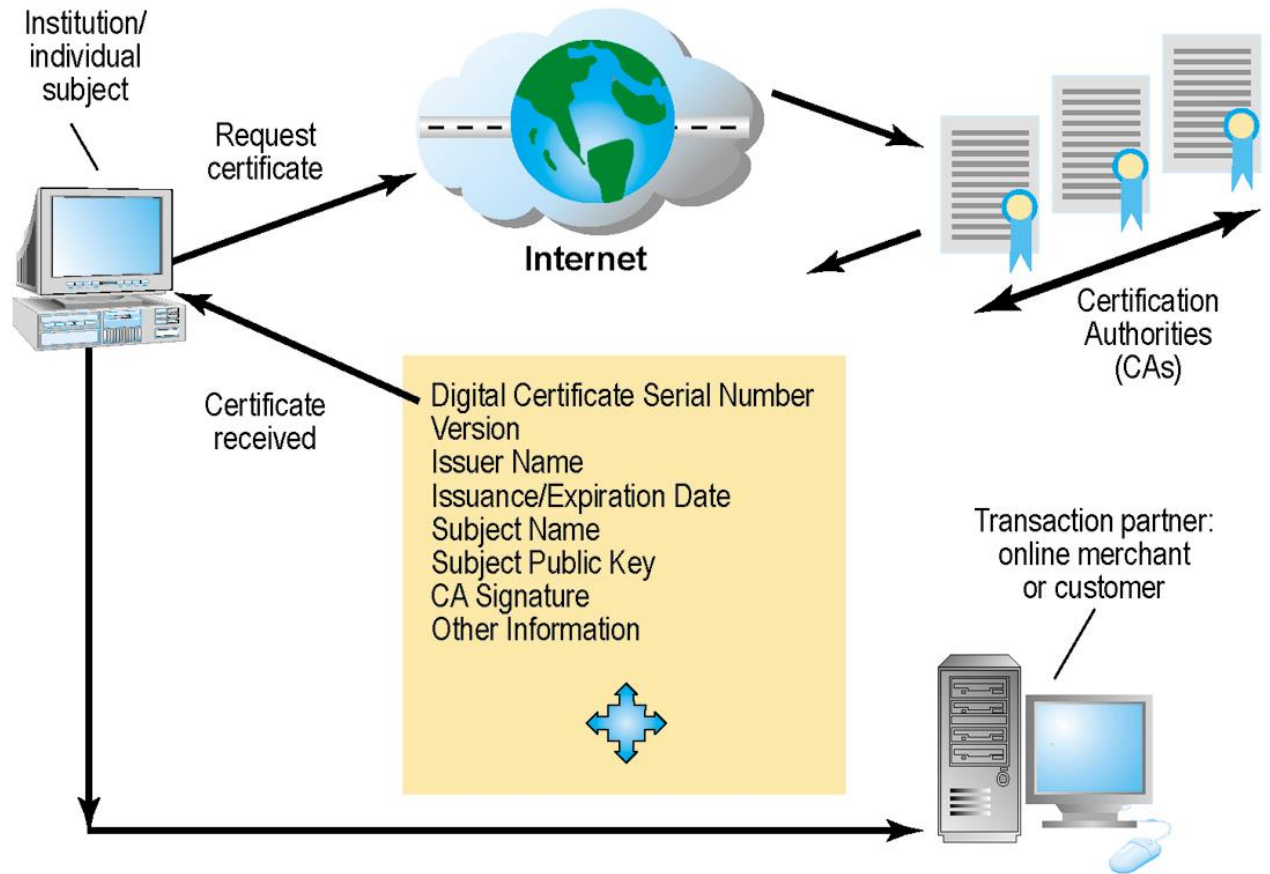 Institution/
individual
subject
Request
certificate
Internet
Certification
Authorities
(CAs)
Certificate
received
Digital Certificate Serial Number
Version
Issuer Name
Issuance/Expiration Date
Subject Name
Subject Public Key
CA Signature
Other Information
Transaction partner:
online merchant
or customer